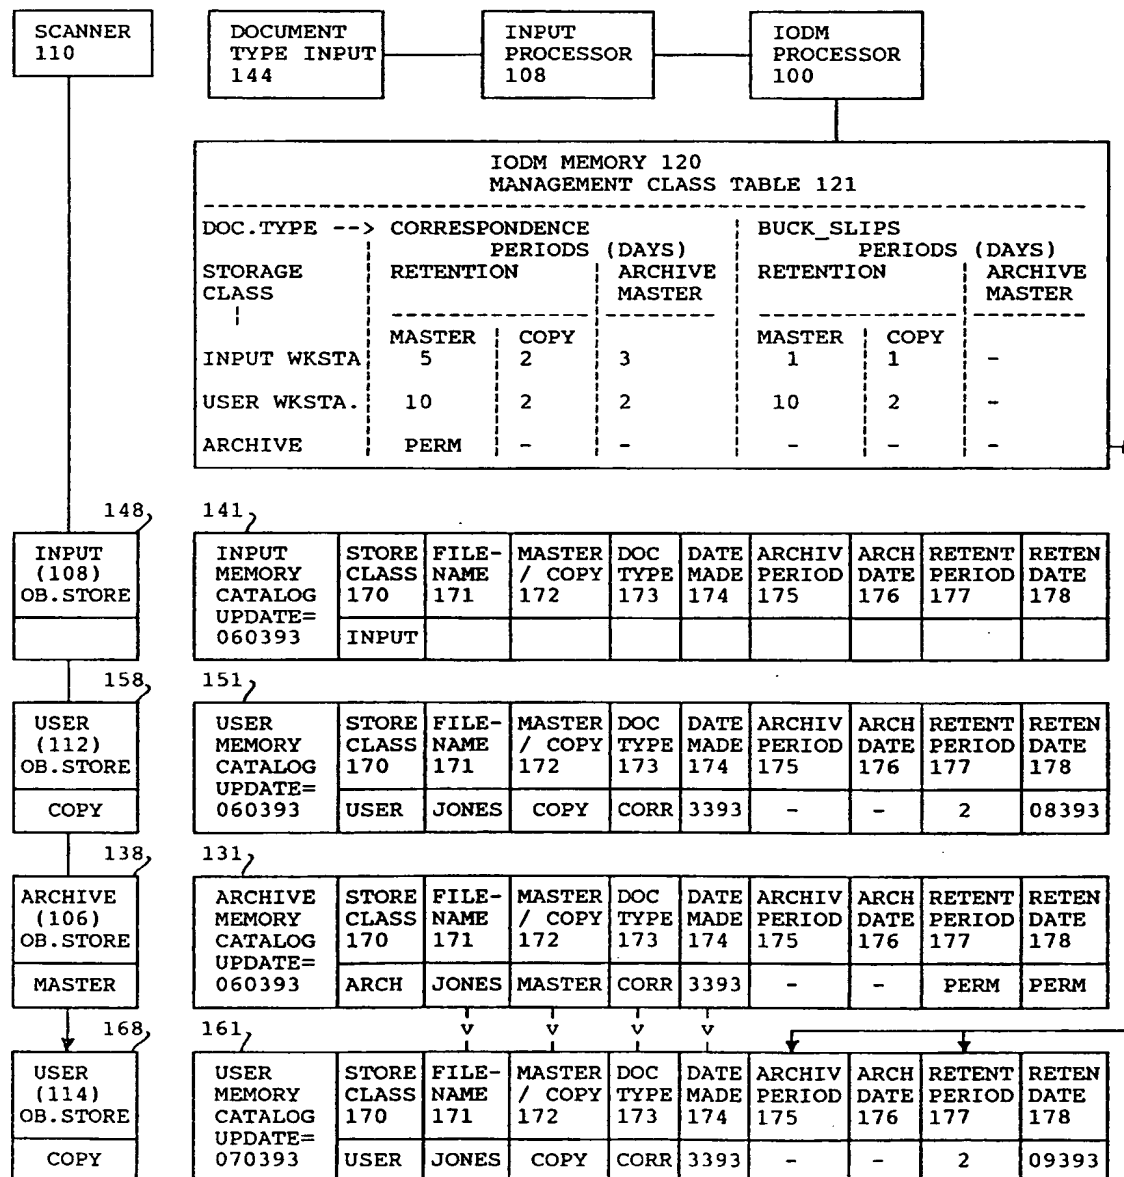 SCANNER
110
DOCUMENT
TYPE INPUT
144
INPUT
PROCESSOR
108
IODM
PROCESSOR
100
IODM MEMORY 120
MANAGEMENT CLASS TABLE 121
DOC.TYPE --> CORRESPONDENCE BUCK_SLIPS
PERIODS (DAYS) PERIODS (DAYS)
STORAGE RETENTION ARCHIVE RETENTION ARCHIVE
CLASS MASTER MASTER
MASTER COPY MASTER COPY
INPUT WKSTA 5 2 3 1 1 -
USER WKSTA. 10 2 2 10 2 -
ARCHIVE PERM - - - - -
148 141
INPUT
(108)
OB.STORE
INPUT STORE FILE- MASTER DOC DATE ARCHIV ARCH RETENT RETEN
MEMORY CLASS NAME / COPY TYPE MADE PERIOD DATE PERIOD DATE
CATALOG 170 171 172 173 174 175 176 177 178
UPDATE=
060393 INPUT
158 151
USER
(112)
OB.STORE
COPY
USER STORE FILE- MASTER DOC DATE ARCHIV ARCH RETENT RETEN
MEMORY CLASS NAME / COPY TYPE MADE PERIOD DATE PERIOD DATE
CATALOG 170 171 172 173 174 175 176 177 178
UPDATE=
060393 USER JONES COPY CORR 3393 - - 2 08393
138 131
ARCHIVE
(106)
OB.STORE
MASTER
ARCHIVE STORE FILE- MASTER DOC DATE ARCHIV ARCH RETENT RETEN
MEMORY CLASS NAME / COPY TYPE MADE PERIOD DATE PERIOD DATE
CATALOG 170 171 172 173 174 175 176 177 178
UPDATE=
060393 ARCH JONES MASTER CORR 3393 - - PERM PERM
168 161
USER
(114)
OB.STORE
COPY
USER STORE FILE- MASTER DOC DATE ARCHIV ARCH RETENT RETEN
MEMORY CLASS NAME / COPY TYPE MADE PERIOD DATE PERIOD DATE
CATALOG 170 171 172 173 174 175 176 177 178
UPDATE=
070393 USER JONES COPY CORR 3393 - - 2 09393